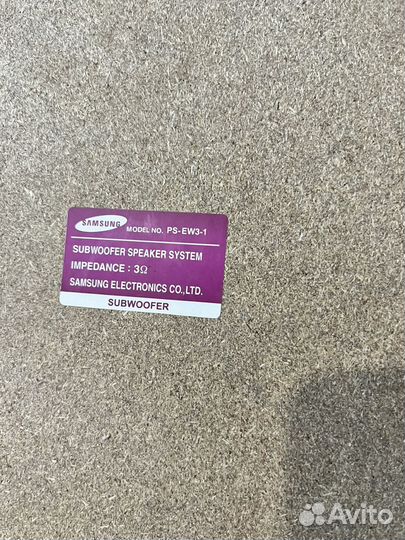 SAMSUNG MODEL NO. PS-EW3-1
SUBWOOFER SPEAKER SYSTEM
IMPEDANCE : 3Ω
SAMSUNG ELECTRONICS CO.,LTD.
SUBWOOFER
Avito